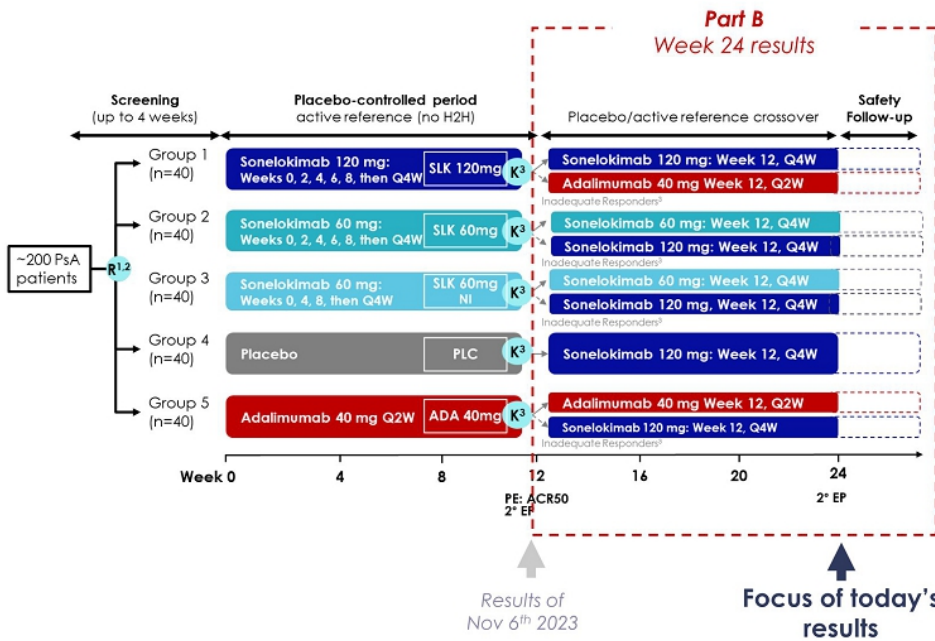 Part B
Week 24 results
Screening
(up to 4 weeks)
Placebo-controlled period
active reference (no H2H)
Placebo/active reference crossover
Safety
Follow-up
~200 PsA
patients
R1,2
Group 1
(n=40)
Sonelokimab 120 mg:
Weeks 0, 2, 4, 6, 8, then Q4W
SLK 120mg
K3
Sonelokimab 120 mg: Week 12, Q4W
Adalimumab 40 mg Week 12, Q2W
Inadequate Responders3
Group 2
(n=40)
Sonelokimab 60 mg:
Weeks 0, 2, 4, 6, 8, then Q4W
SLK 60mg
K3
Sonelokimab 60 mg: Week 12, Q4W
Sonelokimab 120 mg: Week 12, Q4W
Inadequate Responders3
Group 3
(n=40)
Sonelokimab 60 mg:
Weeks 0, 4, 8, then Q4W
SLK 60mg
NI
K3
Sonelokimab 60 mg: Week 12, Q4W
Sonelokimab 120 mg, Week 12, Q4W
Inadequate Responders3
Group 4
(n=40)
Placebo
PLC
K3
Sonelokimab 120 mg: Week 12, Q4W
Group 5
(n=40)
Adalimumab 40 mg Q2W
ADA 40mg
K3
Adalimumab 40 mg Week 12, Q2W
Sonelokimab 120 mg: Week 12, Q4W
Inadequate Responders3
Week 0 4 8 12 16 20 24
PE: ACR50
2° EP
2° EP
Results of
Nov 6th 2023
Focus of today's
results